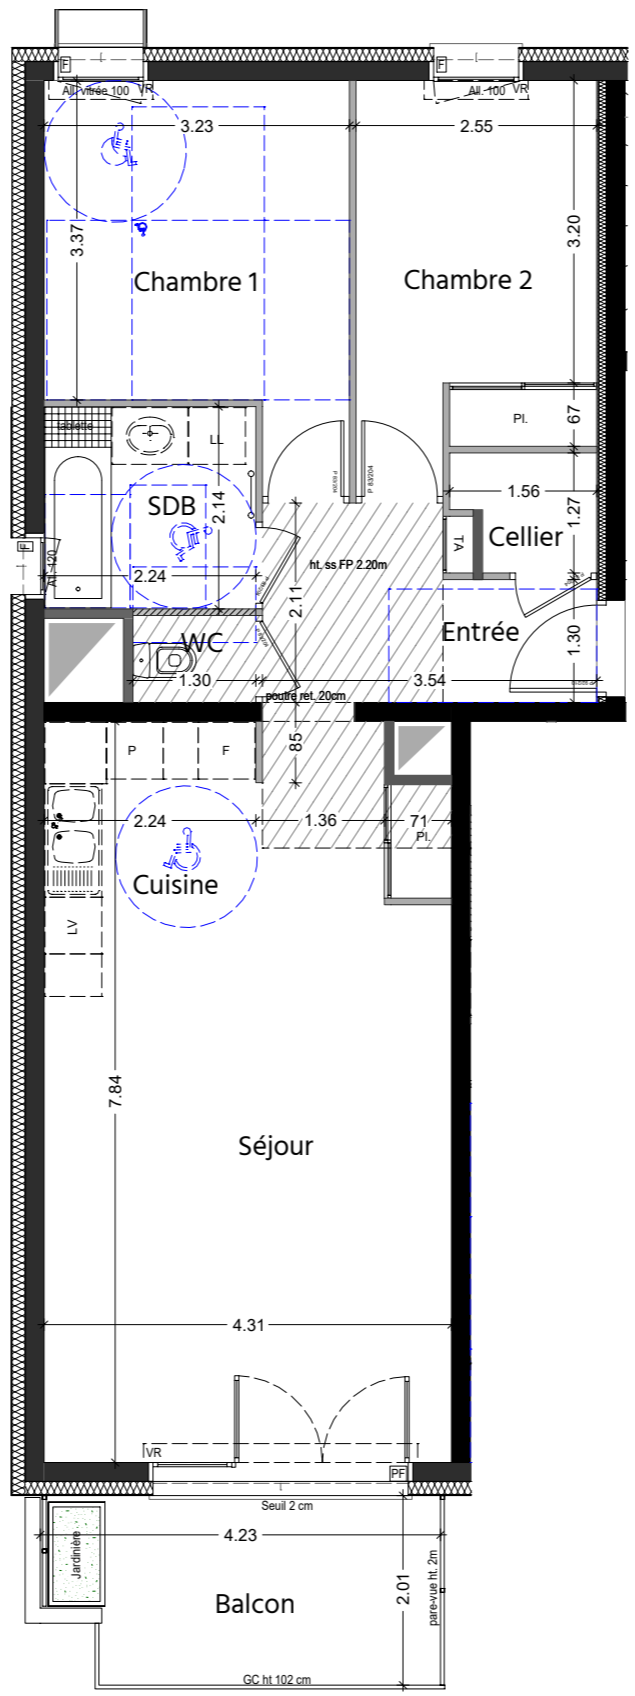 F
F
All. vitrée 100
VR
All. 100
VR
3.23
2.55
3.37
3.20
Chambre 1
Chambre 2
Pl.
67
tablette
LL
P 83/204
P 83/204
SDB
2.14
1.56
1.27
Cellier
TA
F
All. 120
2.24
ht. ss FP 2.20m
2.11
WC
Entrée
1.30
1.30
3.54
poutre ret. 20cm
85
P
F
2.24
1.36
71
Pl.
Cuisine
LV
7.84
Séjour
4.31
VR
PF
Seuil 2 cm
4.23
Jardinière
Balcon
2.01
pare-vue ht. 2m
GC ht 102 cm